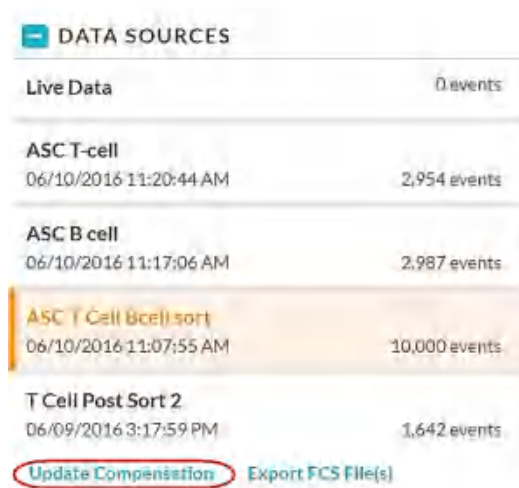 DATA SOURCES
Live Data 0 events
ASC T-cell
06/10/2016 11:20:44 AM 2,954 events
ASC B cell
06/10/2016 11:17:06 AM 2,987 events
ASC T Cell Bcell sort
06/10/2016 11:07:55 AM 10,000 events
T Cell Post Sort 2
06/09/2016 3:17:59 PM 1,642 events
Update Compensation Export FCS File(s)